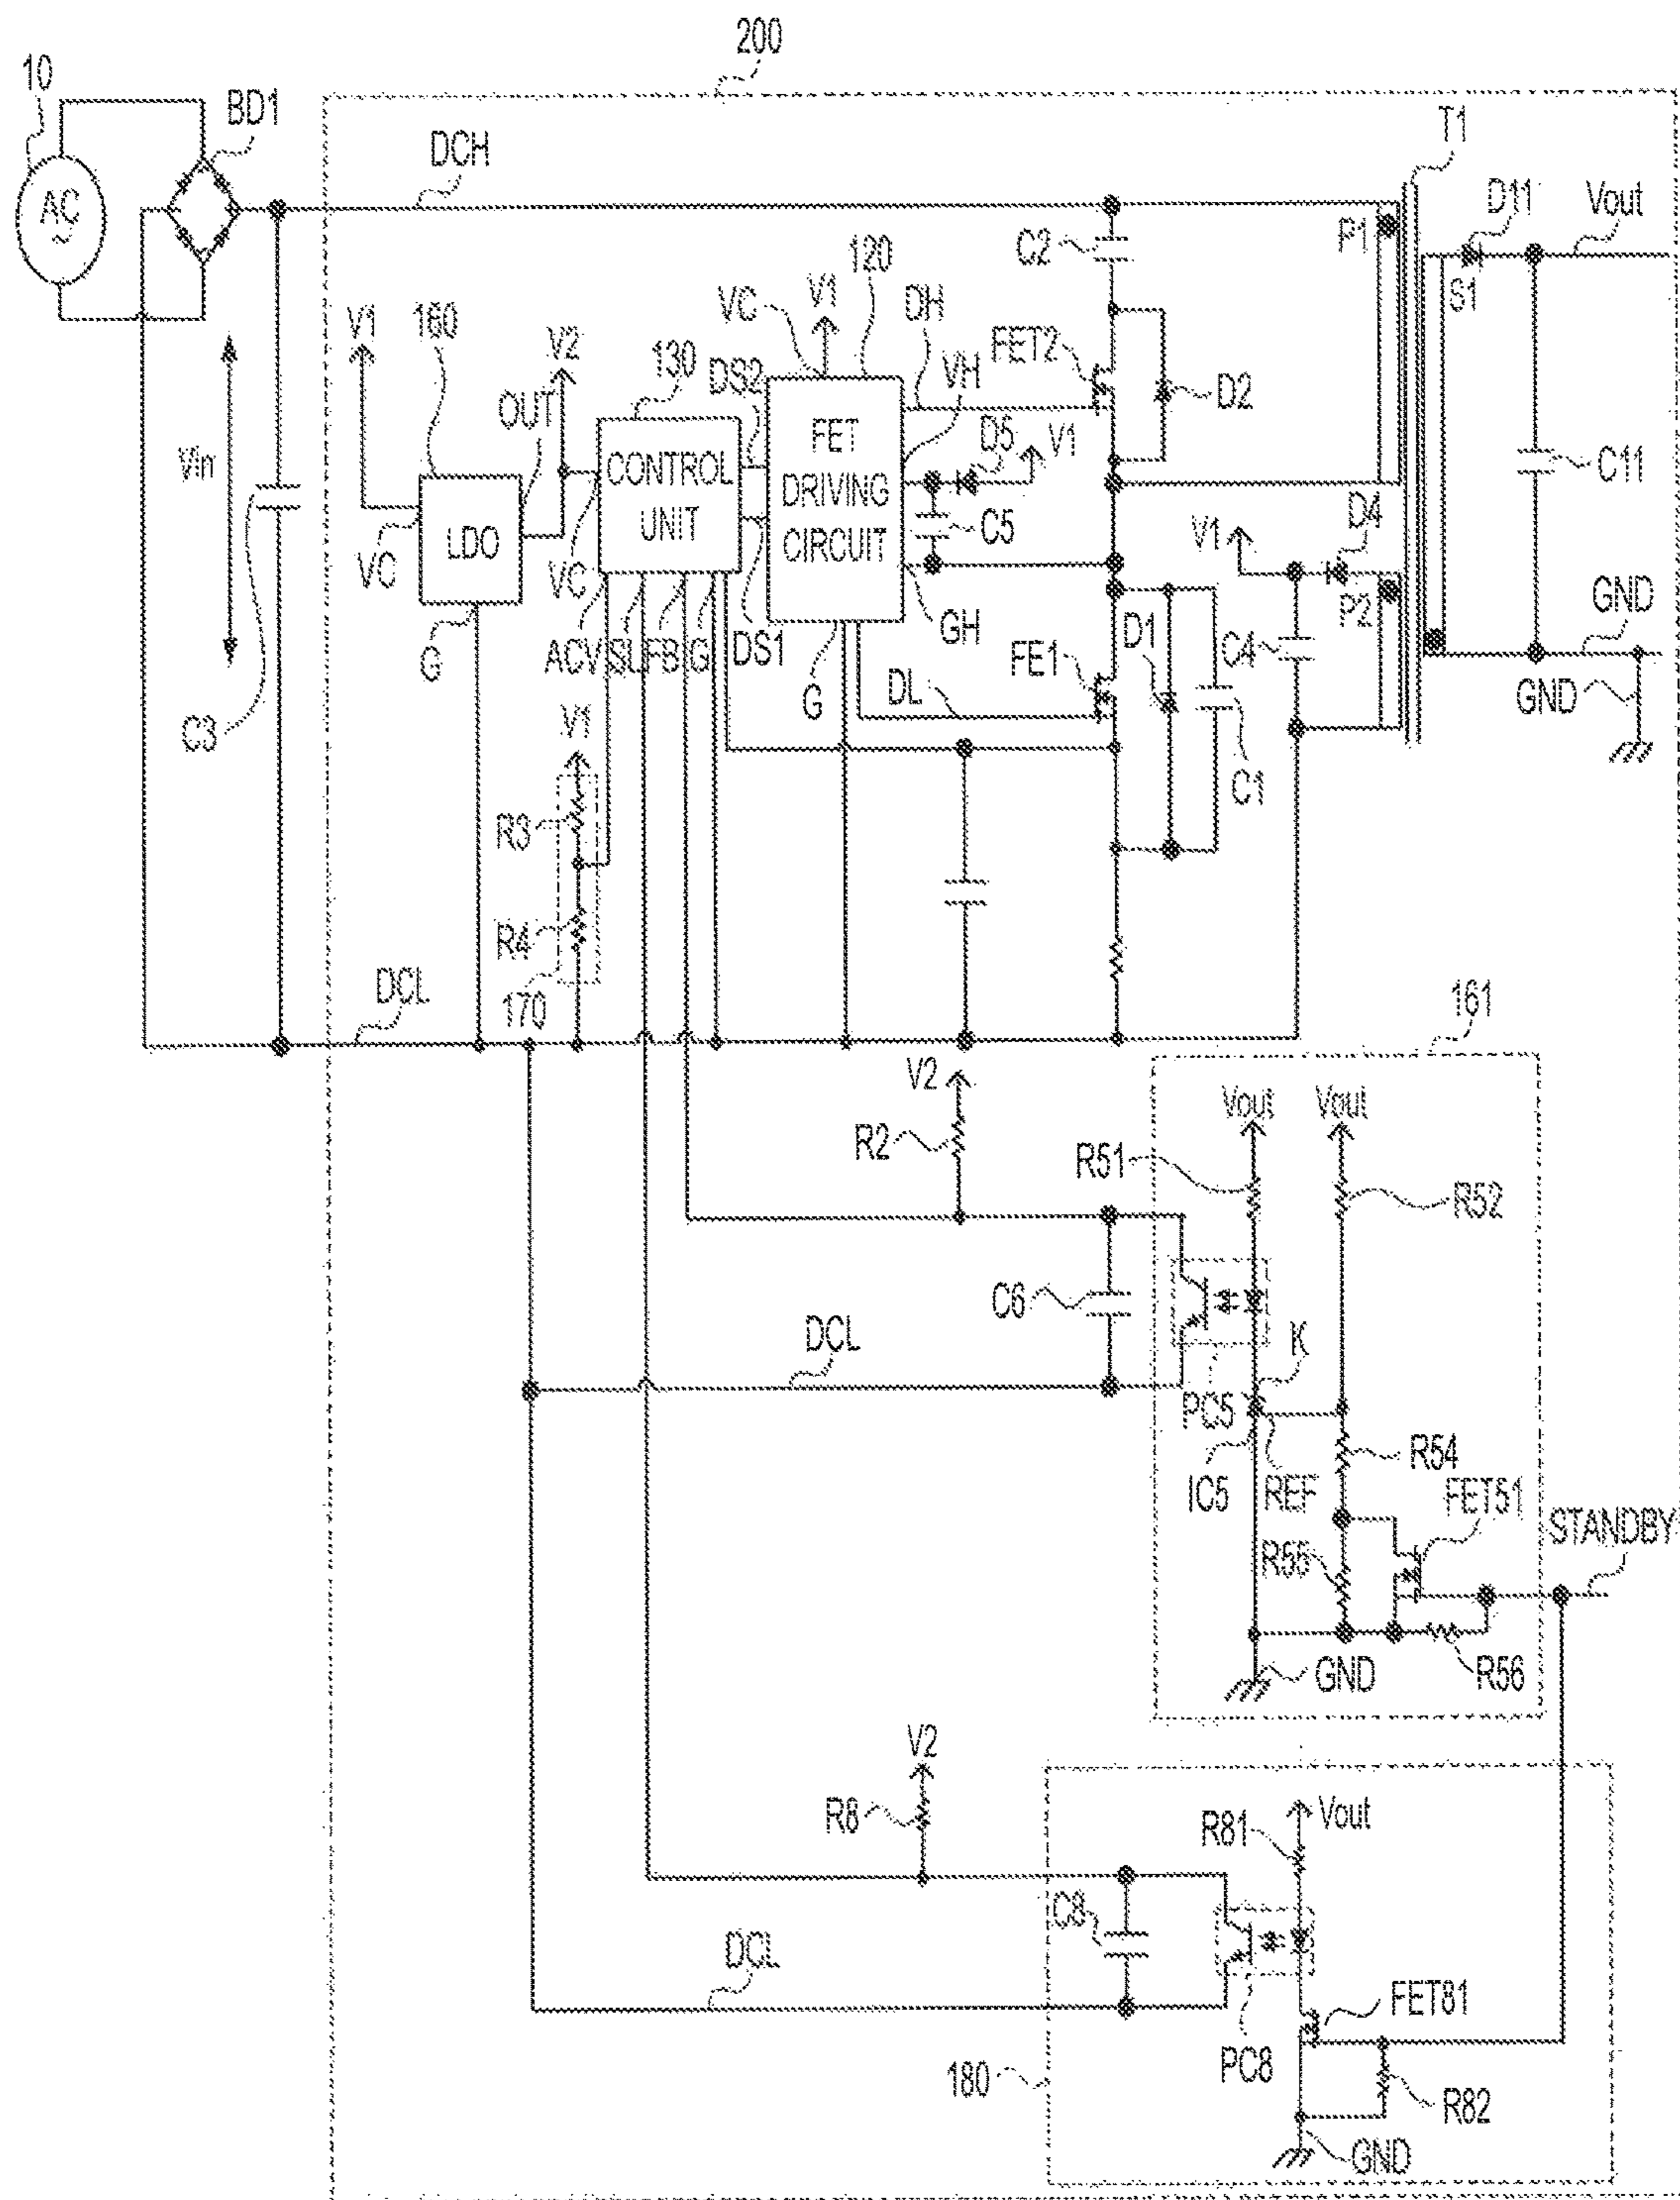 200
10
BD1
DCH
T1
AC
D11
Vout
P1
C2
S1
120
VC
V1
DH
V1
160
V2
130
DS2
FET2
VH
D2
OUT
Vin
FET
DRIVING
CIRCUIT
D5
V1
C11
CONTROL
UNIT
LDO
C5
V1
D4
VC
VC
P2
GND
G
ACV
SL
FB
G
DS1
GH
D1
C4
FE1
G
DL
GND
C3
V1
C1
R3
R4
DCL
170
161
V2
Vout
Vout
R2
R51
R52
C6
K
DCL
PC5
R54
IC5
REF
FET51
STANDBY
R55
GND
R56
V2
R8
R81
Vout
C8
DCL
FET81
PC8
180
R82
GND